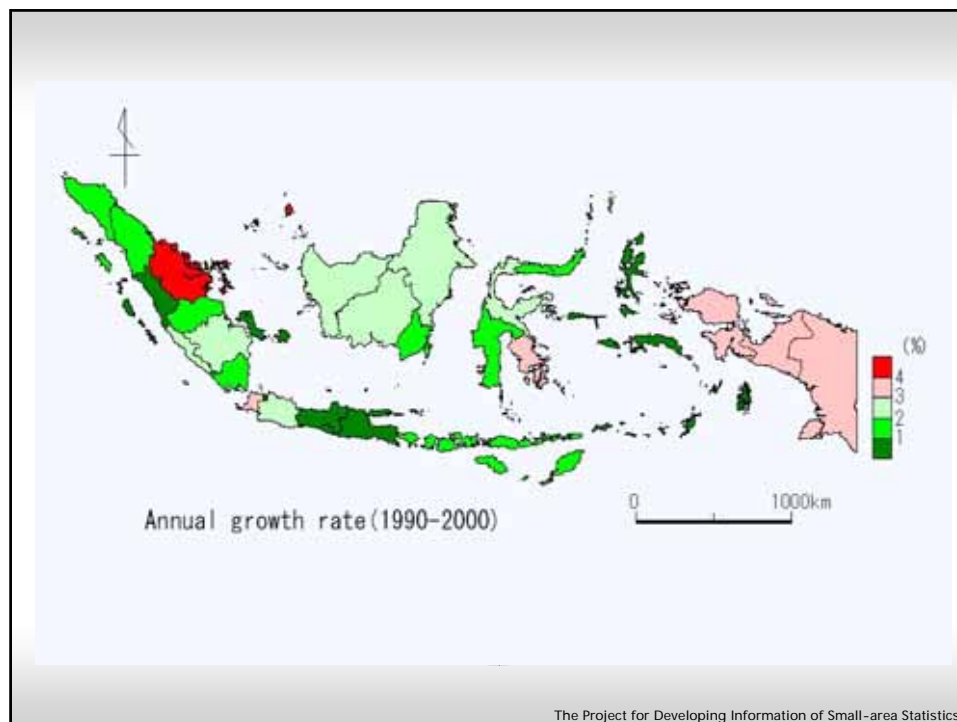 (%)
4
3
2
1
0 1000km
Annual growth rate(1990-2000)
The Project for Developing Information of Small-area Statistics